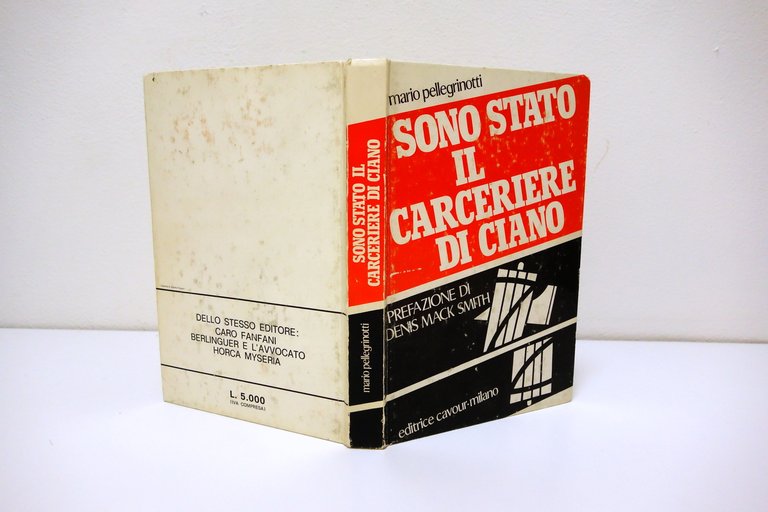 DELLO STESSO EDITORE:
CARO FANFANI
BERLINGUER E L'AVVOCATO
HORCA MYSERIA
L. 5.000
(IVA COMPRESA)
SONO STATO IL
CARCERIERE DI CIANO
mario pellegrinotti
mario pellegrinotti
SONO STATO
IL
CARCERIERE
DI CIANO
PREFAZIONE DI
DENIS MACK SMITH
editrice cavour-milano